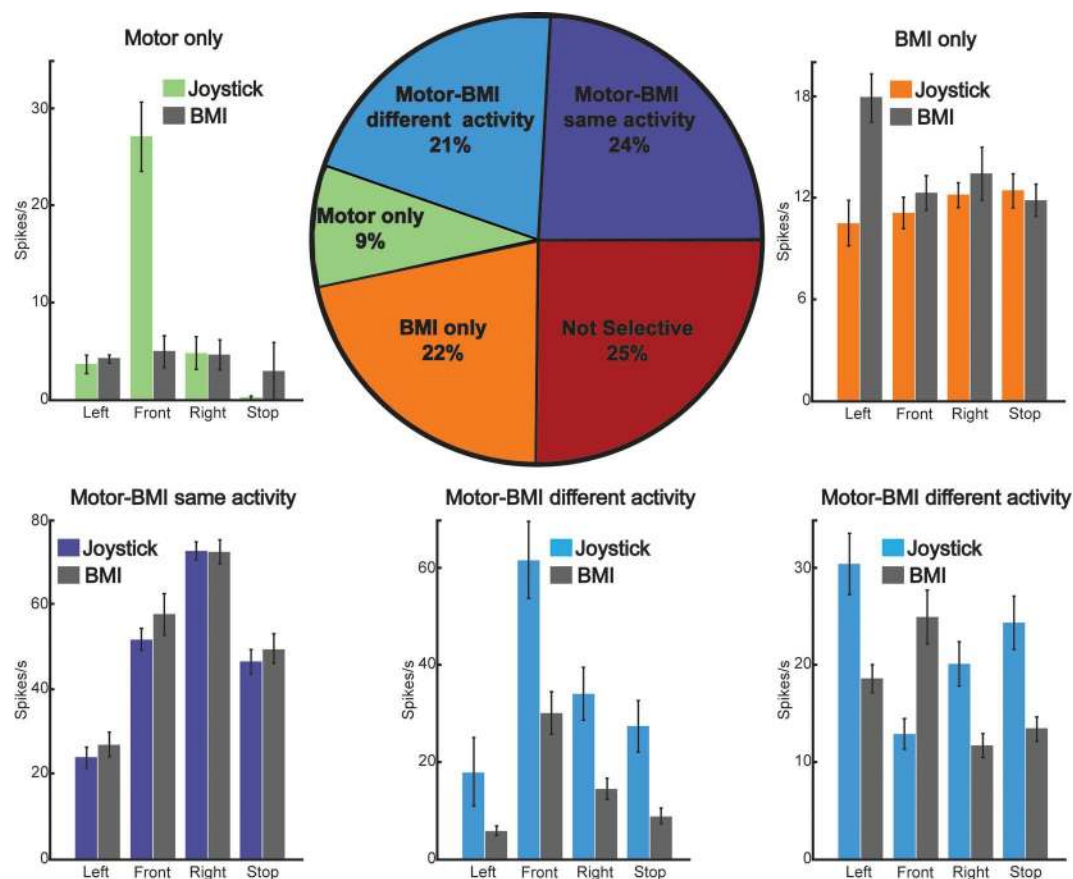 Motor only
30
20
10
0
Spikes/s
Joystick
BMI
Left Front Right Stop
Motor-BMI
different activity
21%
Motor-BMI
same activity
24%
Motor only
9%
BMI only
22%
Not Selective
25%
BMI only
18
12
6
0
Spikes/s
Joystick
BMI
Left Front Right Stop
Motor-BMI same activity
80
60
40
20
0
Spikes/s
Joystick
BMI
Left Front Right Stop
Motor-BMI different activity
60
40
20
0
Spikes/s
Joystick
BMI
Left Front Right Stop
Motor-BMI different activity
30
20
10
0
Spikes/s
Joystick
BMI
Left Front Right Stop